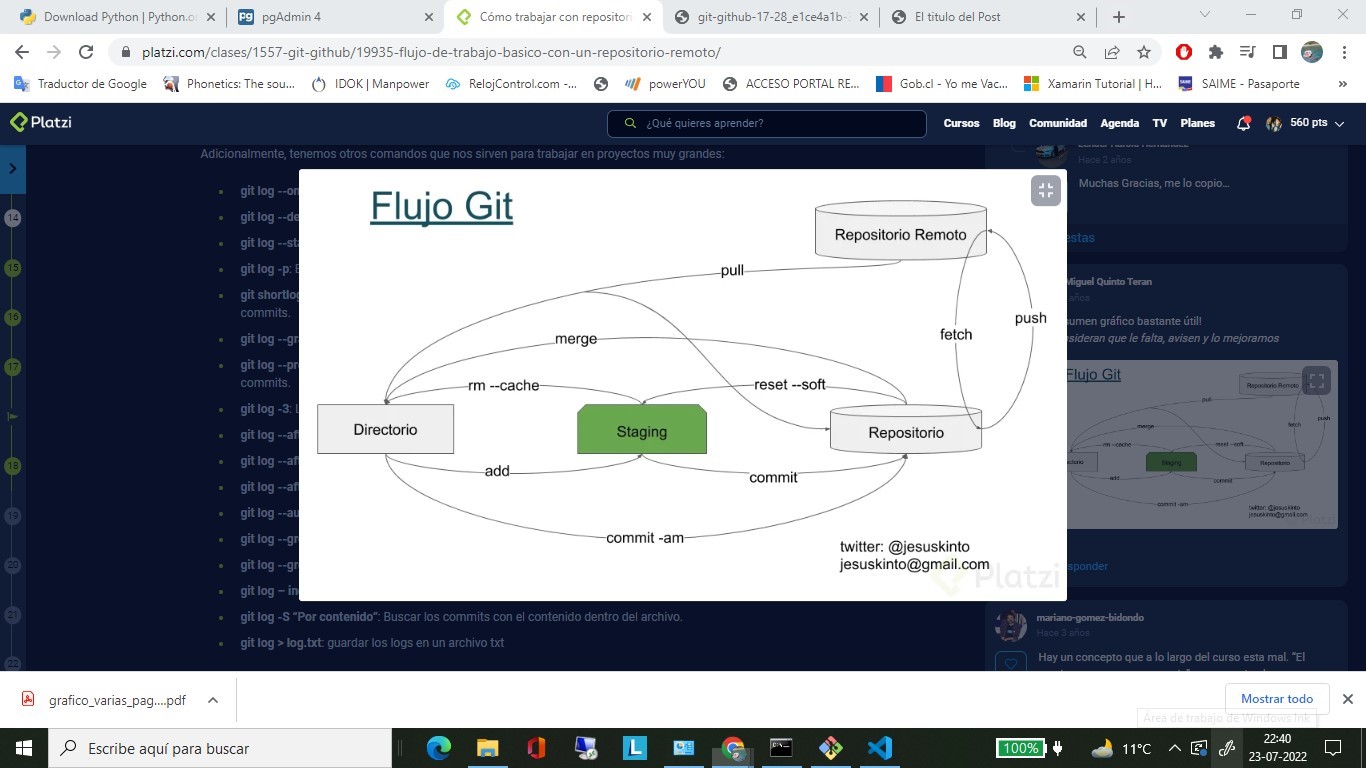 Download Python | Python.o
pgAdmin 4
Cómo trabajar con repositori
git-github-17-28_e1ce4a1b-
El titulo del Post
platzi.com/clases/1557-git-github/19935-flujo-de-trabajo-basico-con-un-repositorio-remoto/
Traductor de Google
Phonetics: The sou...
IDOK | Manpower
RelojControl.com -...
powerYOU
ACCESO PORTAL RE...
Gob.cl - Yo me Vac...
Xamarin Tutorial | H...
SAIME - Pasaporte
Platzi
¿Qué quieres aprender?
Cursos Blog Comunidad Agenda TV Planes
560 pts
Adicionalmente, tenemos otros comandos que nos sirven para trabajar en proyectos muy grandes:
git log --on
git log --de
git log --sta
git log -p: E
git shortlog
commits.
git log --gra
git log --pre
commits.
git log -3: L
git log --aft
git log --aft
git log --aft
git log --au
git log --gre
git log --gre
git log – in
git log -S “Por contenido”: Buscar los commits con el contenido dentro del archivo.
git log > log.txt: guardar los logs en un archivo txt
14
15
16
17
18
19
20
21
22
Flujo Git
Repositorio Remoto
pull
push
fetch
merge
rm --cache
reset --soft
Directorio
Staging
Repositorio
add
commit
commit -am
twitter: @jesuskinto
jesuskinto@gmail.com
Platzi
Hace 2 años
Muchas Gracias, me lo copio...
estas
Miguel Quinto Teran
años
sumen gráfico bastante útil!
nsideran que le falta, avisen y lo mejoramos
Flujo Git
Repositorio Remoto
pull
push
fetch
merge
rm --cache
reset --soft
Staging
Repositorio
add
commit
commit -am
twitter: @jesuskinto
jesuskinto@gmail.com
sponder
mariano-gomez-bidondo
Hace 3 años
Hay un concepto que a lo largo del curso esta mal. “El
grafico_varias_pag....pdf
Mostrar todo
Área de trabajo de Windows Ink
Escribe aquí para buscar
100%
11°C
22:40
23-07-2022